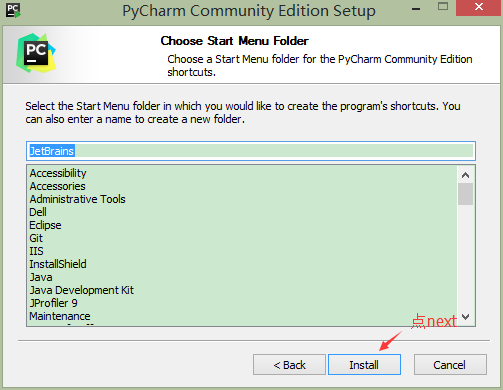 PC
PyCharm Community Edition Setup
PC
Choose Start Menu Folder
Choose a Start Menu folder for the PyCharm Community Edition
shortcuts.
Select the Start Menu folder in which you would like to create the program's shortcuts. You
can also enter a name to create a new folder.
JetBrains
Accessibility
Accessories
Administrative Tools
Dell
Eclipse
Git
IIS
InstallShield
Java
Java Development Kit
JProfiler 9
Maintenance
点next
< Back
Install
Cancel